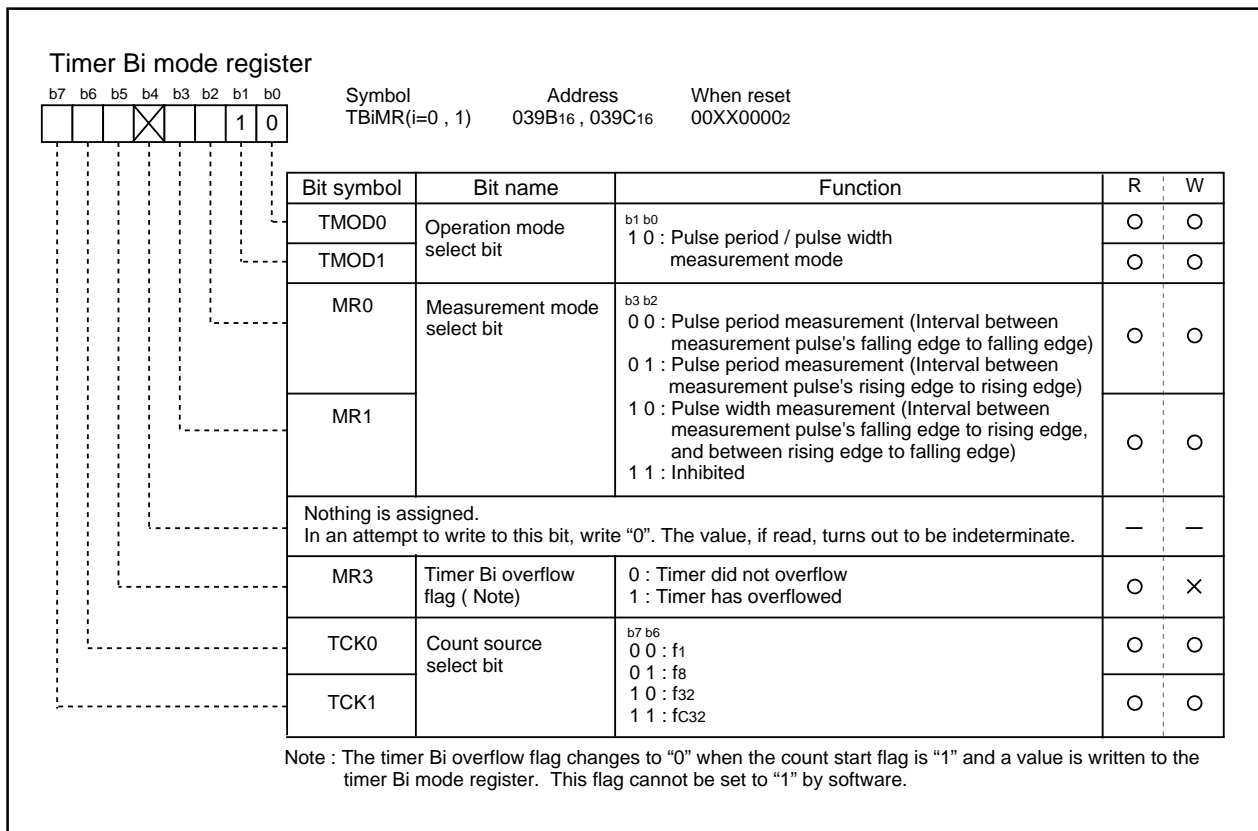 Timer Bi mode register
b7 b6 b5 b4 b3 b2 b1 b0
1 0
Symbol Address When reset
TBiMR(i=0 , 1) 039B16 , 039C16 00XX00002
Bit symbol Bit name Function R W
TMOD0
TMOD1
Operation mode
select bit
b1 b0
1 0 : Pulse period / pulse width
measurement mode
MR0
MR1
Measurement mode
select bit
b3 b2
0 0 : Pulse period measurement (Interval between
measurement pulse's falling edge to falling edge)
0 1 : Pulse period measurement (Interval between
measurement pulse's rising edge to rising edge)
1 0 : Pulse width measurement (Interval between
measurement pulse's falling edge to rising edge,
and between rising edge to falling edge)
1 1 : Inhibited
Nothing is assigned.
In an attempt to write to this bit, write “0”. The value, if read, turns out to be indeterminate.
MR3
Timer Bi overflow
flag ( Note)
0 : Timer did not overflow
1 : Timer has overflowed
TCK0
TCK1
Count source
select bit
b7 b6
0 0 : f1
0 1 : f8
1 0 : f32
1 1 : fC32
Note : The timer Bi overflow flag changes to “0” when the count start flag is “1” and a value is written to the
timer Bi mode register. This flag cannot be set to “1” by software.